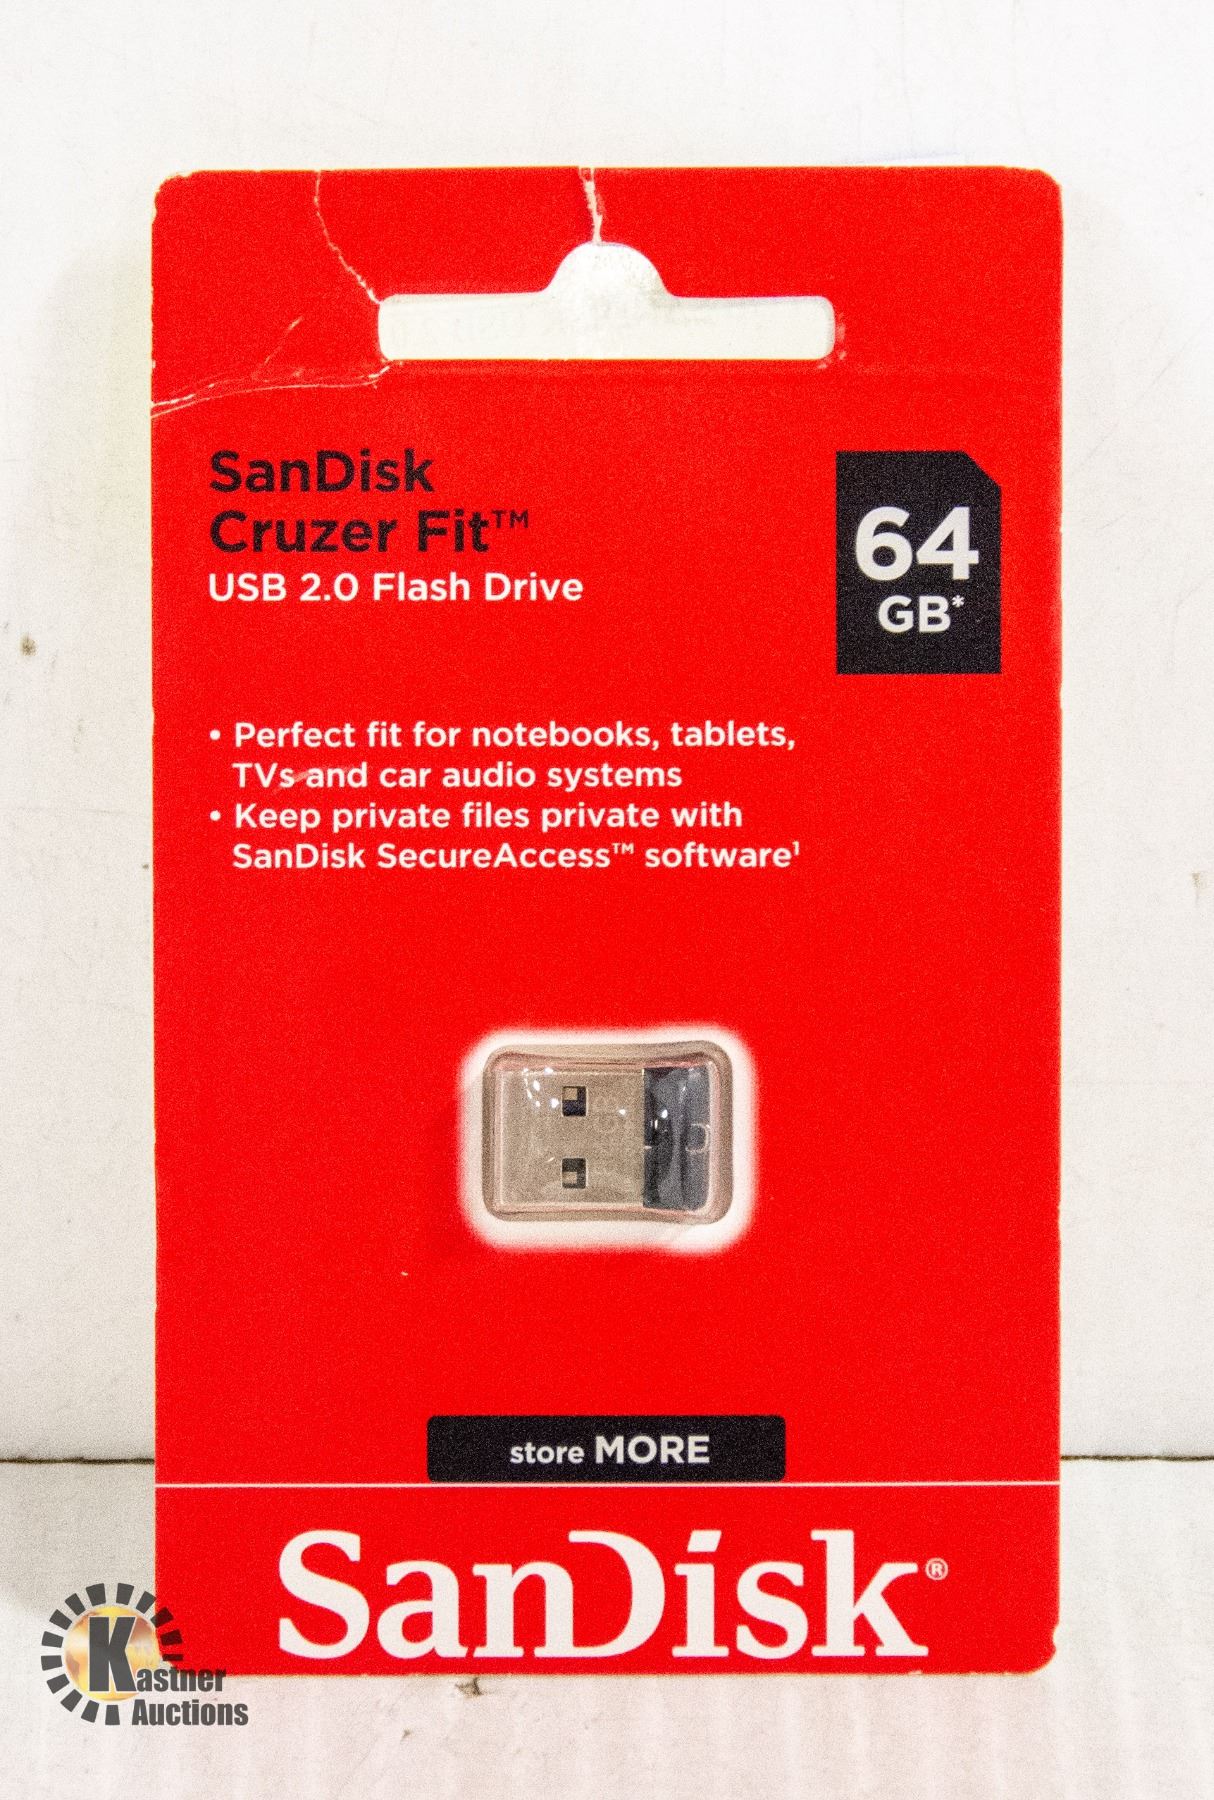 SanDisk
Cruzer Fit™
USB 2.0 Flash Drive
64
GB*
• Perfect fit for notebooks, tablets,
TVs and car audio systems
• Keep private files private with
SanDisk SecureAccess™ software¹
store MORE
SanDisk®
Kastner
Auctions